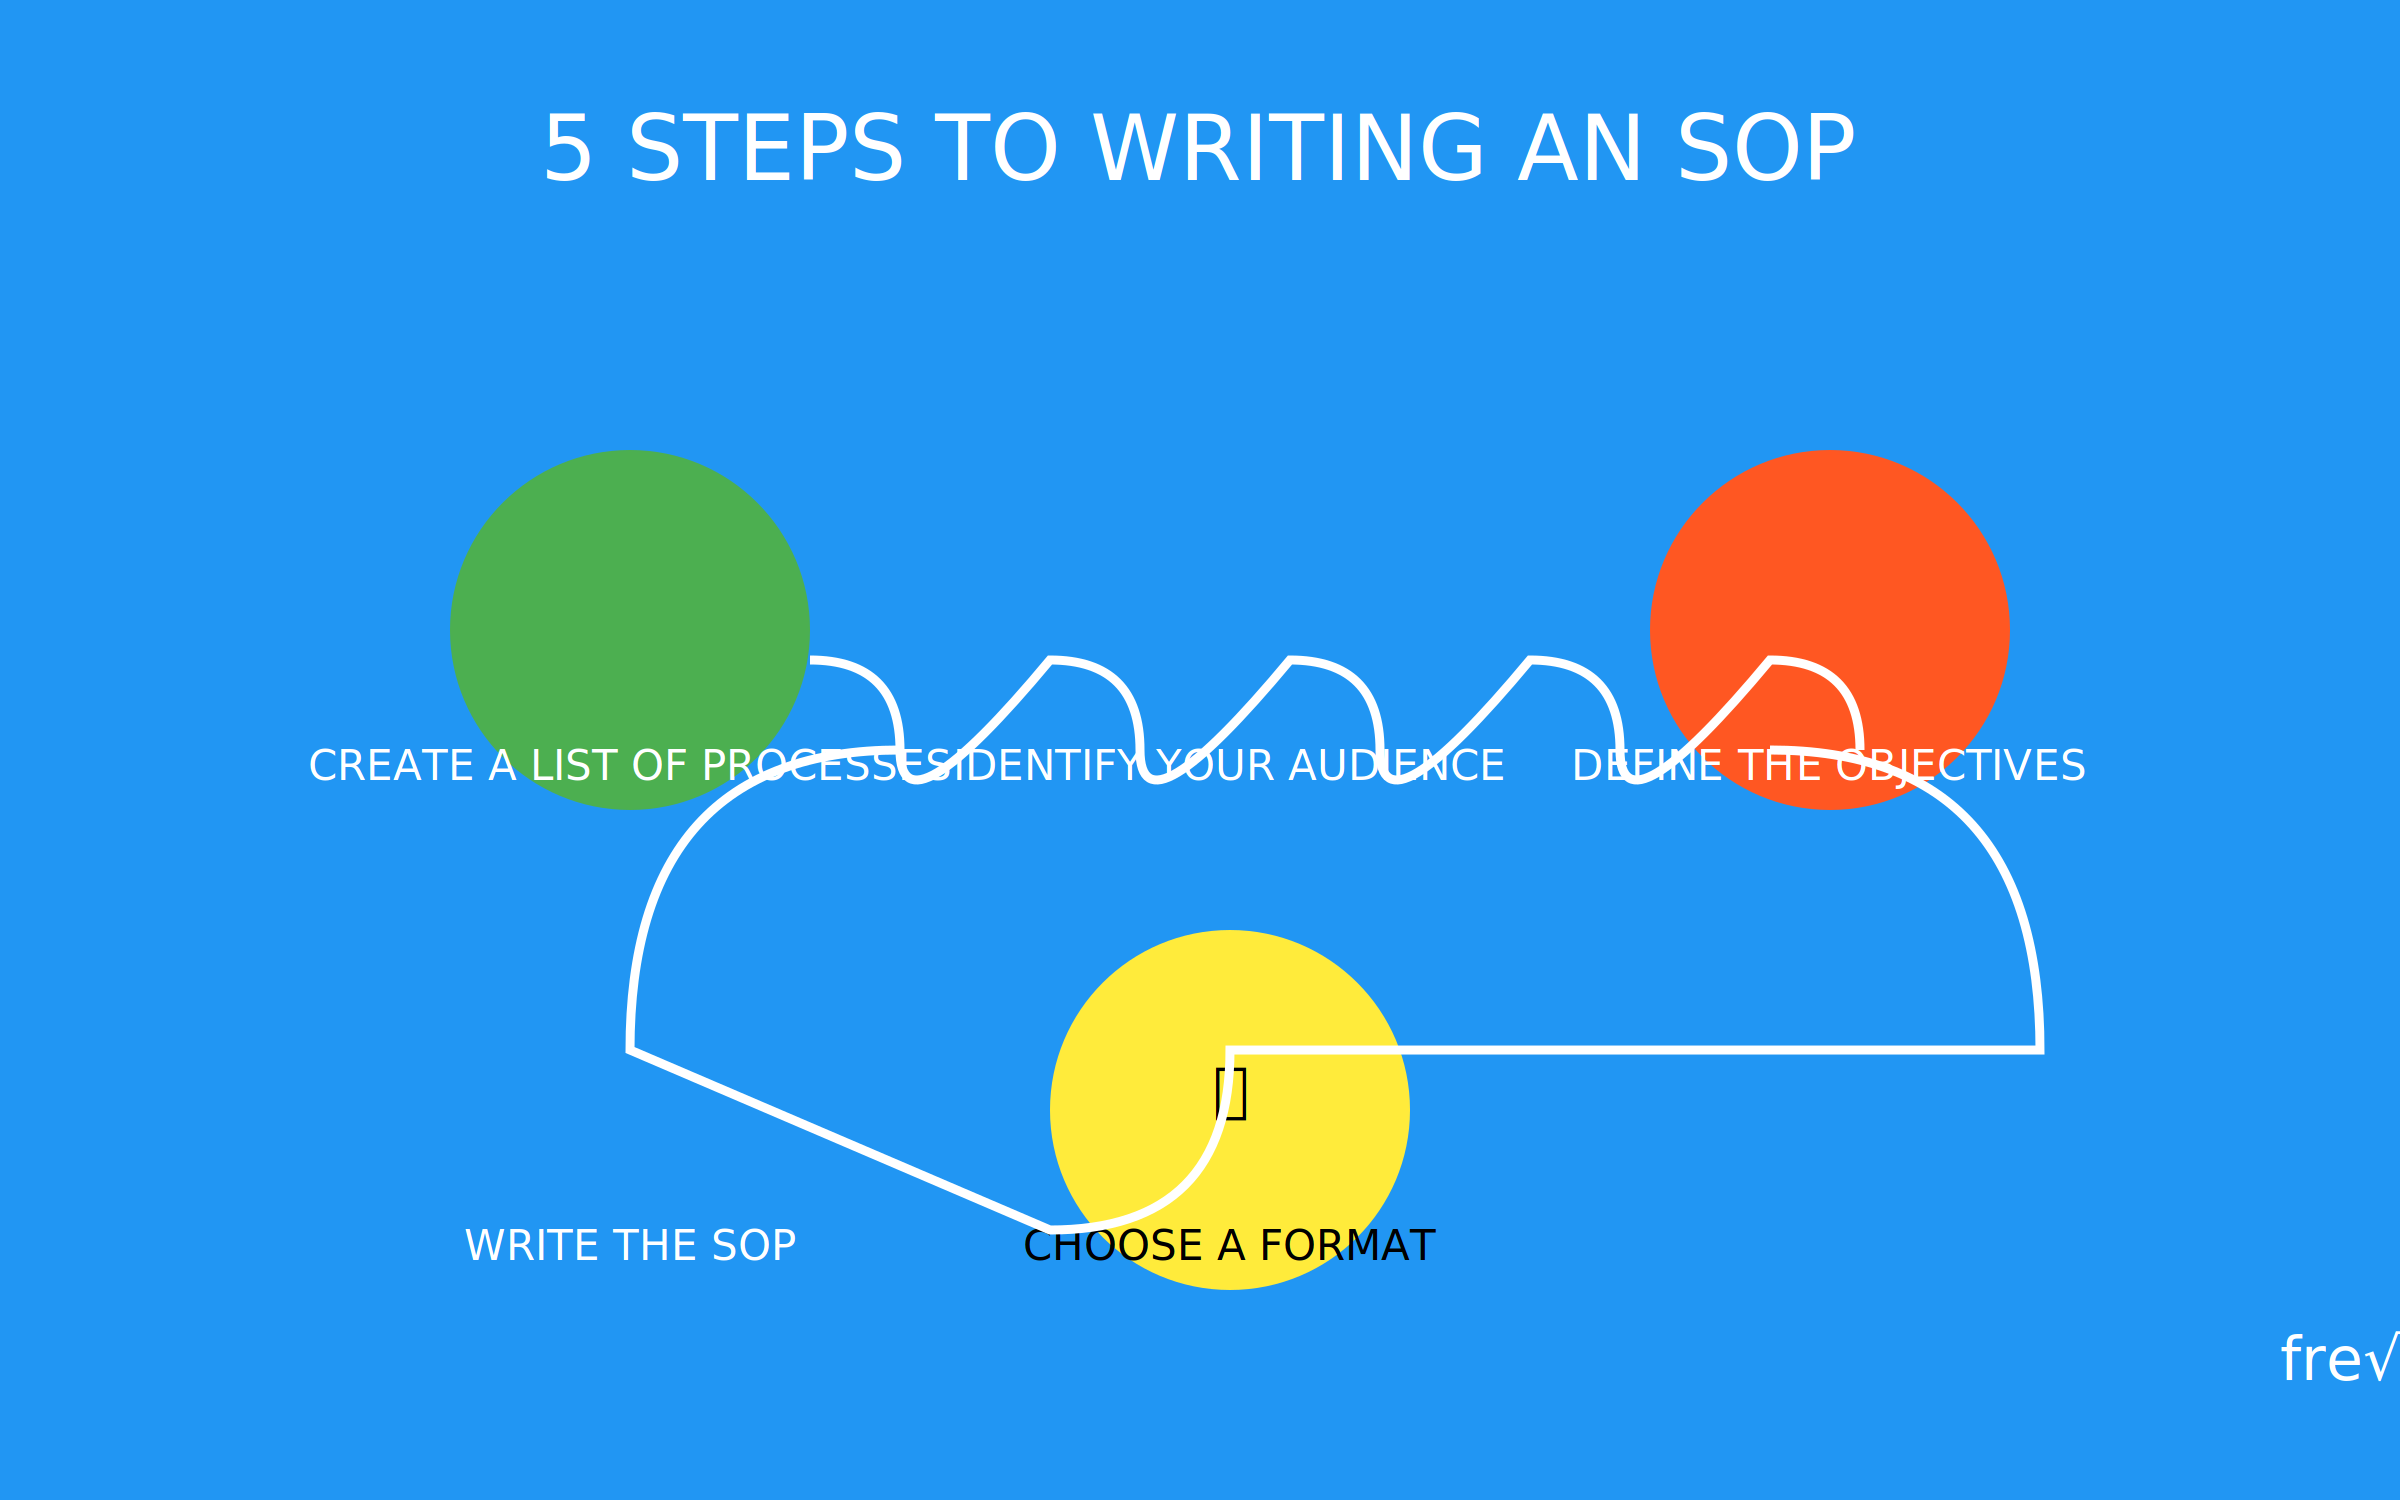 5 STEPS TO WRITING AN SOP
CREATE A LIST OF PROCESSES
IDENTIFY YOUR AUDIENCE
DEFINE THE OBJECTIVES
WRITE THE SOP
CHOOSE A FORMAT
fre√